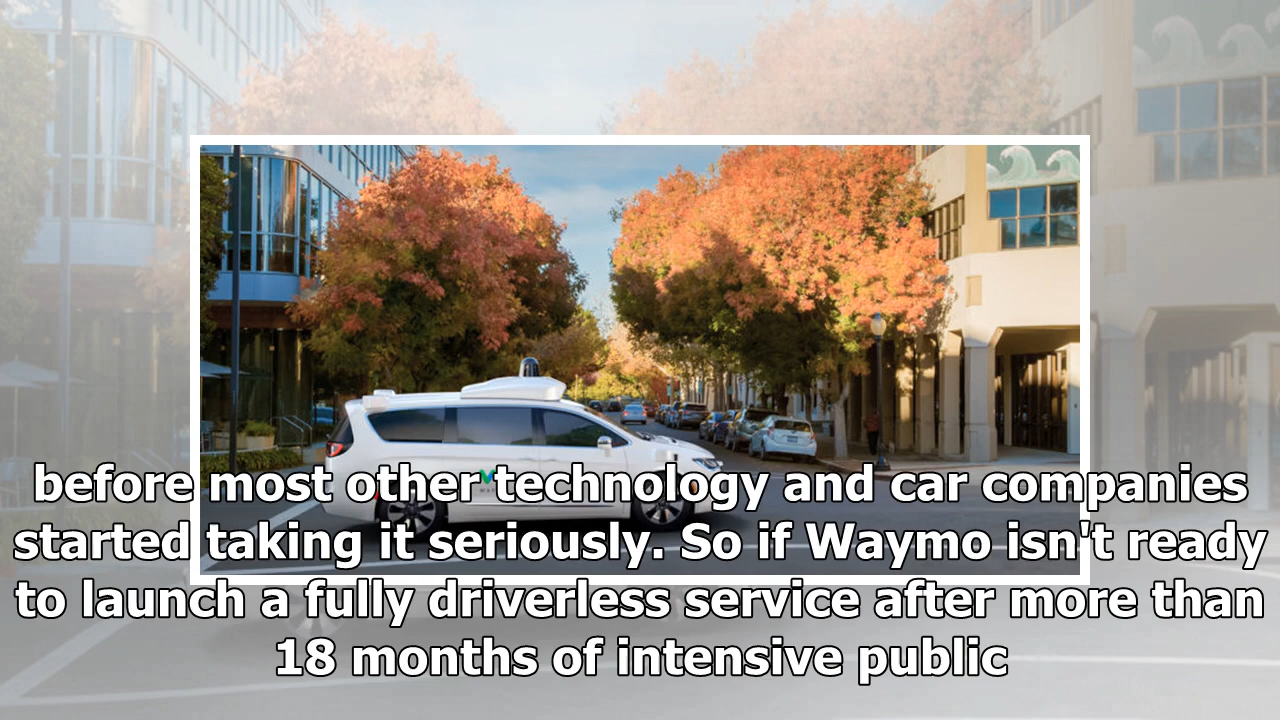 before most other technology and car companies
started taking it seriously. So if Waymo isn't ready
to launch a fully driverless service after more than
18 months of intensive public